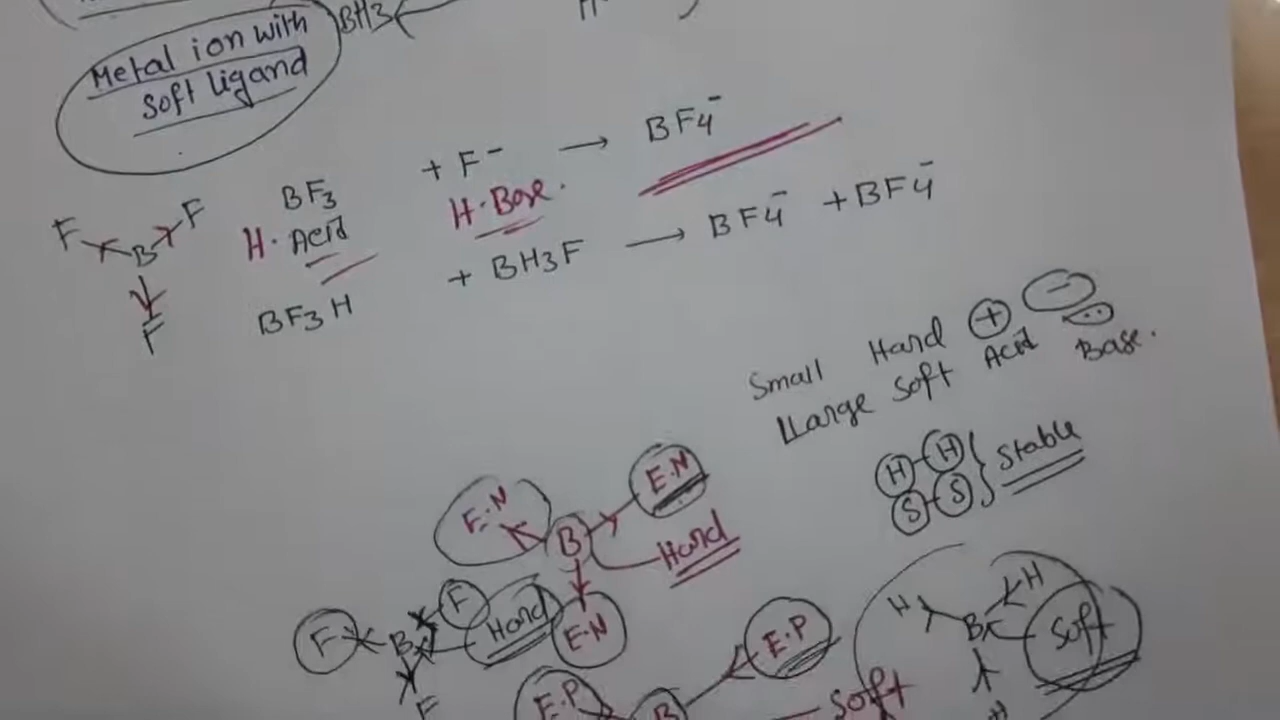 BH3
Metal ion with
soft ligand
BF3 + F⁻ → BF4⁻
H. Acid H. Base.
F F
B
F
BF3H + BH3F → BF4⁻ + BF4⁻
Small Hard + -
LLarge Soft Acid Base.
H H
S S
Stable
E.N E.N
B
Hard
E.N
F B F
Hard
F
H H
B
Soft
H
E.P E.P
B
Soft